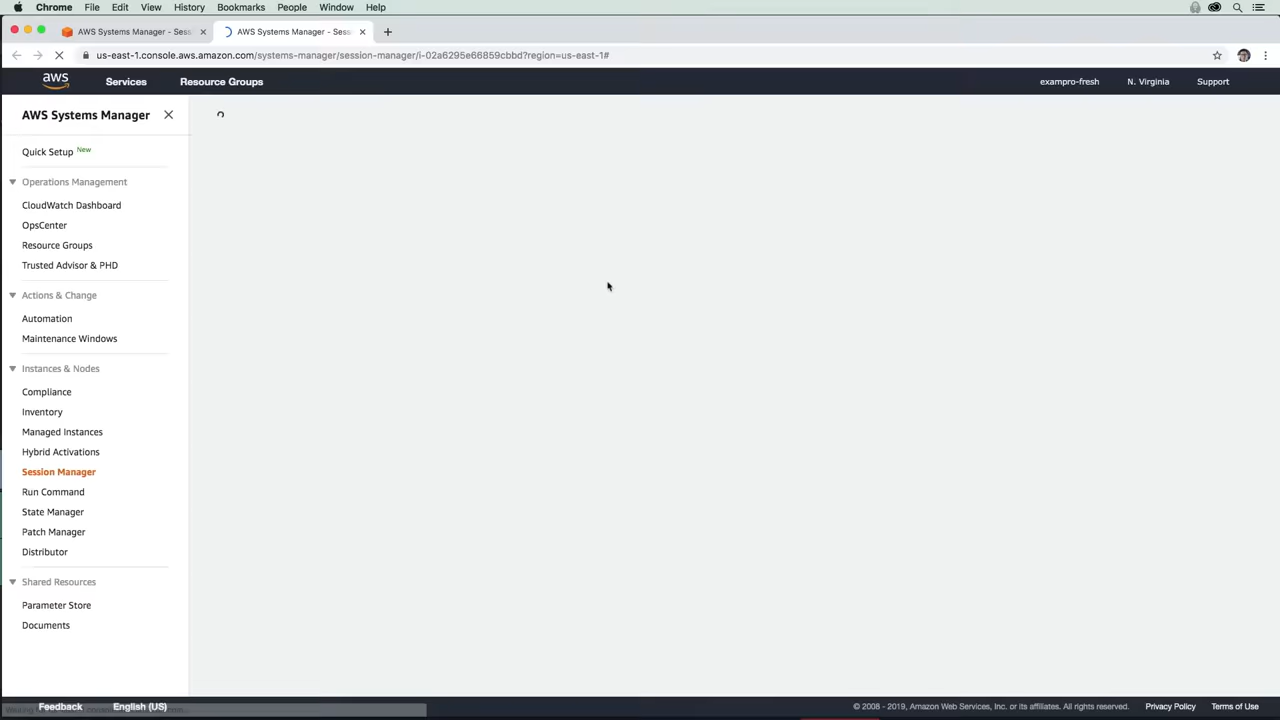 Chrome File Edit View History Bookmarks People Window Help
AWS Systems Manager - Sess
AWS Systems Manager - Sess
us-east-1.console.aws.amazon.com/systems-manager/session-manager/i-02a6295e66859cbbd?region=us-east-1#
aws Services Resource Groups exampro-fresh N. Virginia Support
AWS Systems Manager
Quick Setup New
Operations Management
CloudWatch Dashboard
OpsCenter
Resource Groups
Trusted Advisor & PHD
Actions & Change
Automation
Maintenance Windows
Instances & Nodes
Compliance
Inventory
Managed Instances
Hybrid Activations
Session Manager
Run Command
State Manager
Patch Manager
Distributor
Shared Resources
Parameter Store
Documents
Feedback English (US) © 2008 - 2019, Amazon Web Services, Inc. or its affiliates. All rights reserved. Privacy Policy Terms of Use